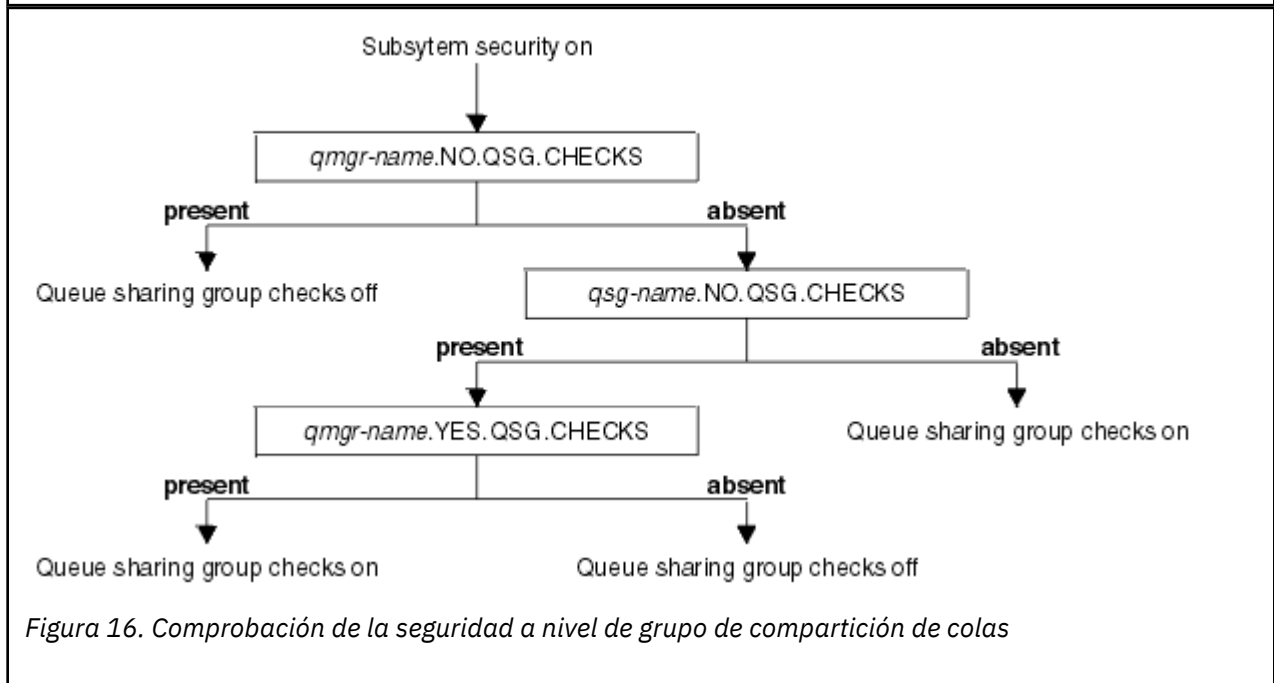 Subsytem security on
qmgr-name.NO.QSG.CHECKS
present absent
Queue sharing group checks off qsg-name.NO.QSG.CHECKS
present absent
qmgr-name.YES.QSG.CHECKS Queue sharing group checks on
present absent
Queue sharing group checks on Queue sharing group checks off
Figura 16. Comprobación de la seguridad a nivel de grupo de compartición de colas